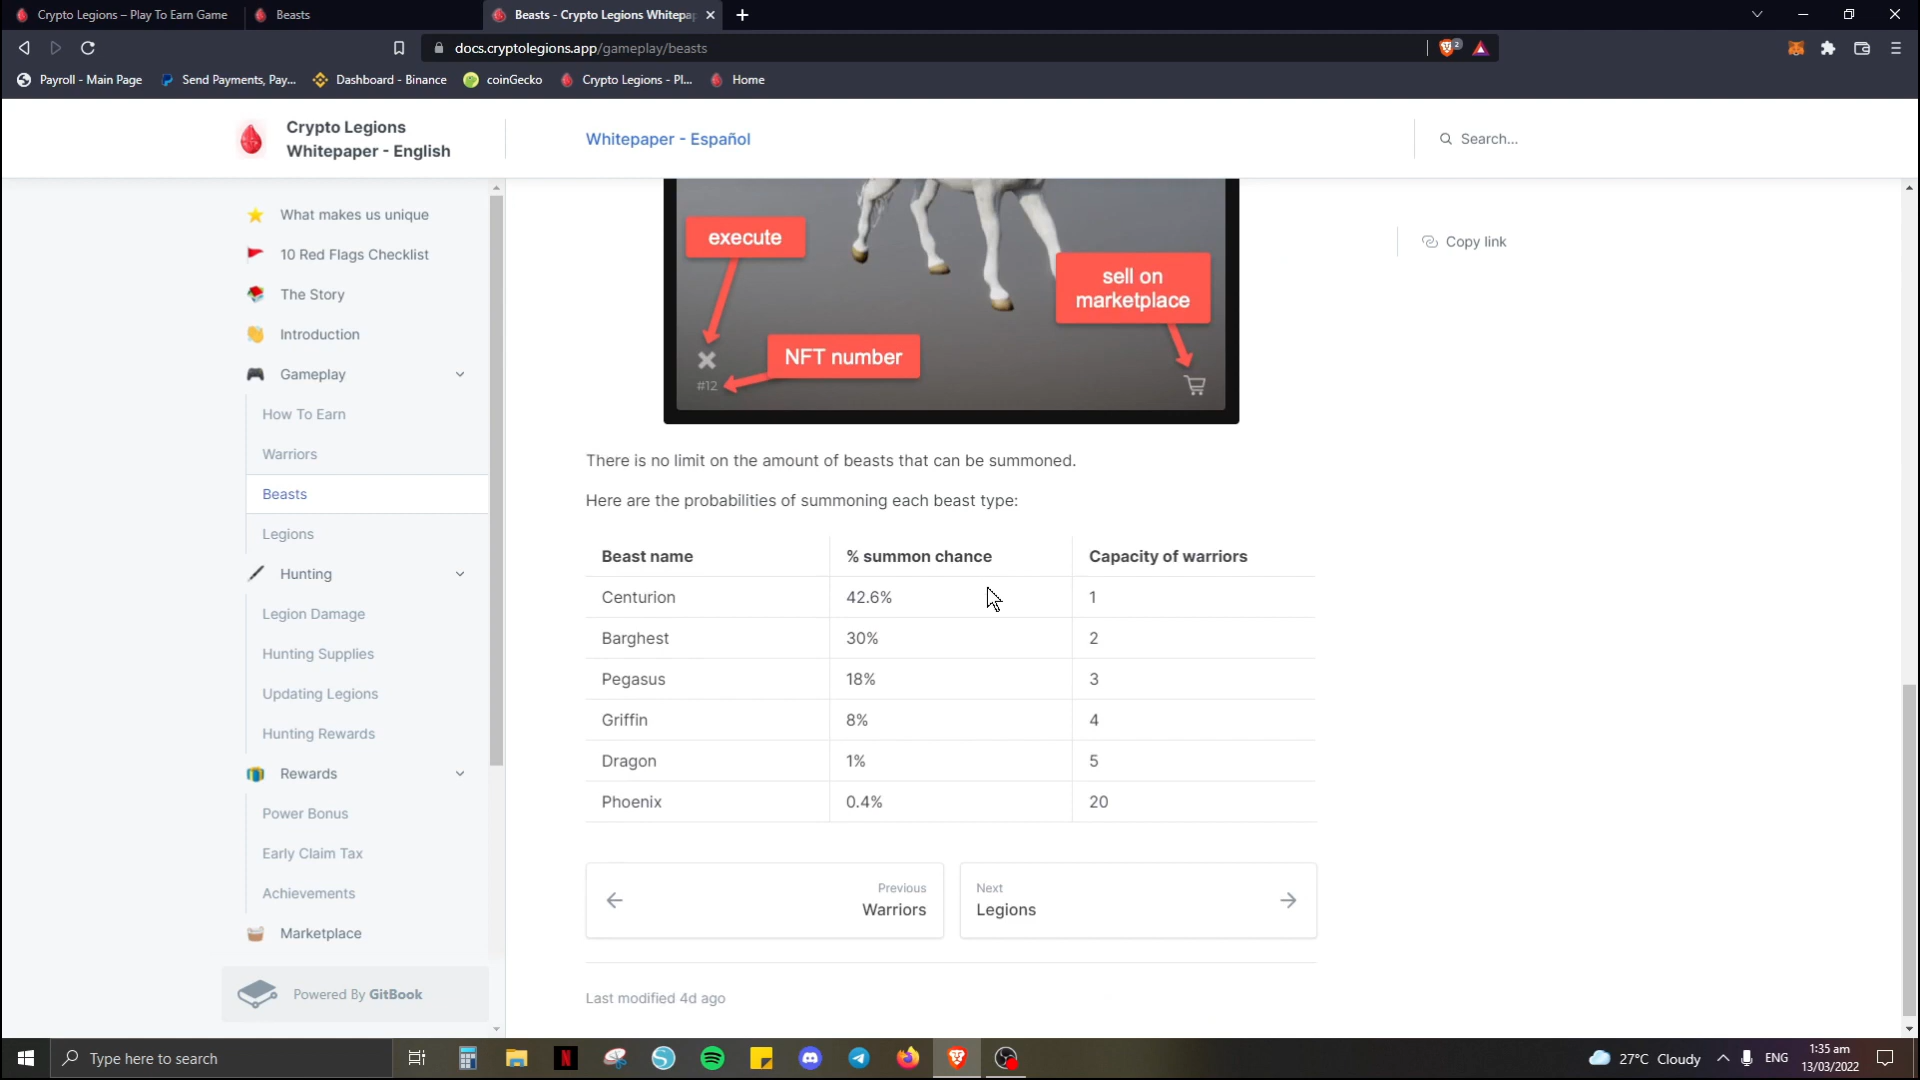 Crypto Legions – Play To Earn Game
Beasts
Beasts - Crypto Legions Whitepap
docs.cryptolegions.app/gameplay/beasts
2
Payroll - Main Page
Send Payments, Pay...
Dashboard - Binance
coinGecko
Crypto Legions - Pl...
Home
Crypto Legions
Whitepaper - English
Whitepaper - Español
Search...
What makes us unique
10 Red Flags Checklist
The Story
Introduction
Gameplay
How To Earn
Warriors
Beasts
Legions
Hunting
Legion Damage
Hunting Supplies
Updating Legions
Hunting Rewards
Rewards
Power Bonus
Early Claim Tax
Achievements
Marketplace
Powered By GitBook
execute
sell on
marketplace
NFT number
#12
Copy link
There is no limit on the amount of beasts that can be summoned.
Here are the probabilities of summoning each beast type:
Beast name % summon chance Capacity of warriors
Centurion 42.6% 1
Barghest 30% 2
Pegasus 18% 3
Griffin 8% 4
Dragon 1% 5
Phoenix 0.4% 20
Previous
Warriors
Next
Legions
Last modified 4d ago
Type here to search
27°C Cloudy
ENG
1:35 am
13/03/2022